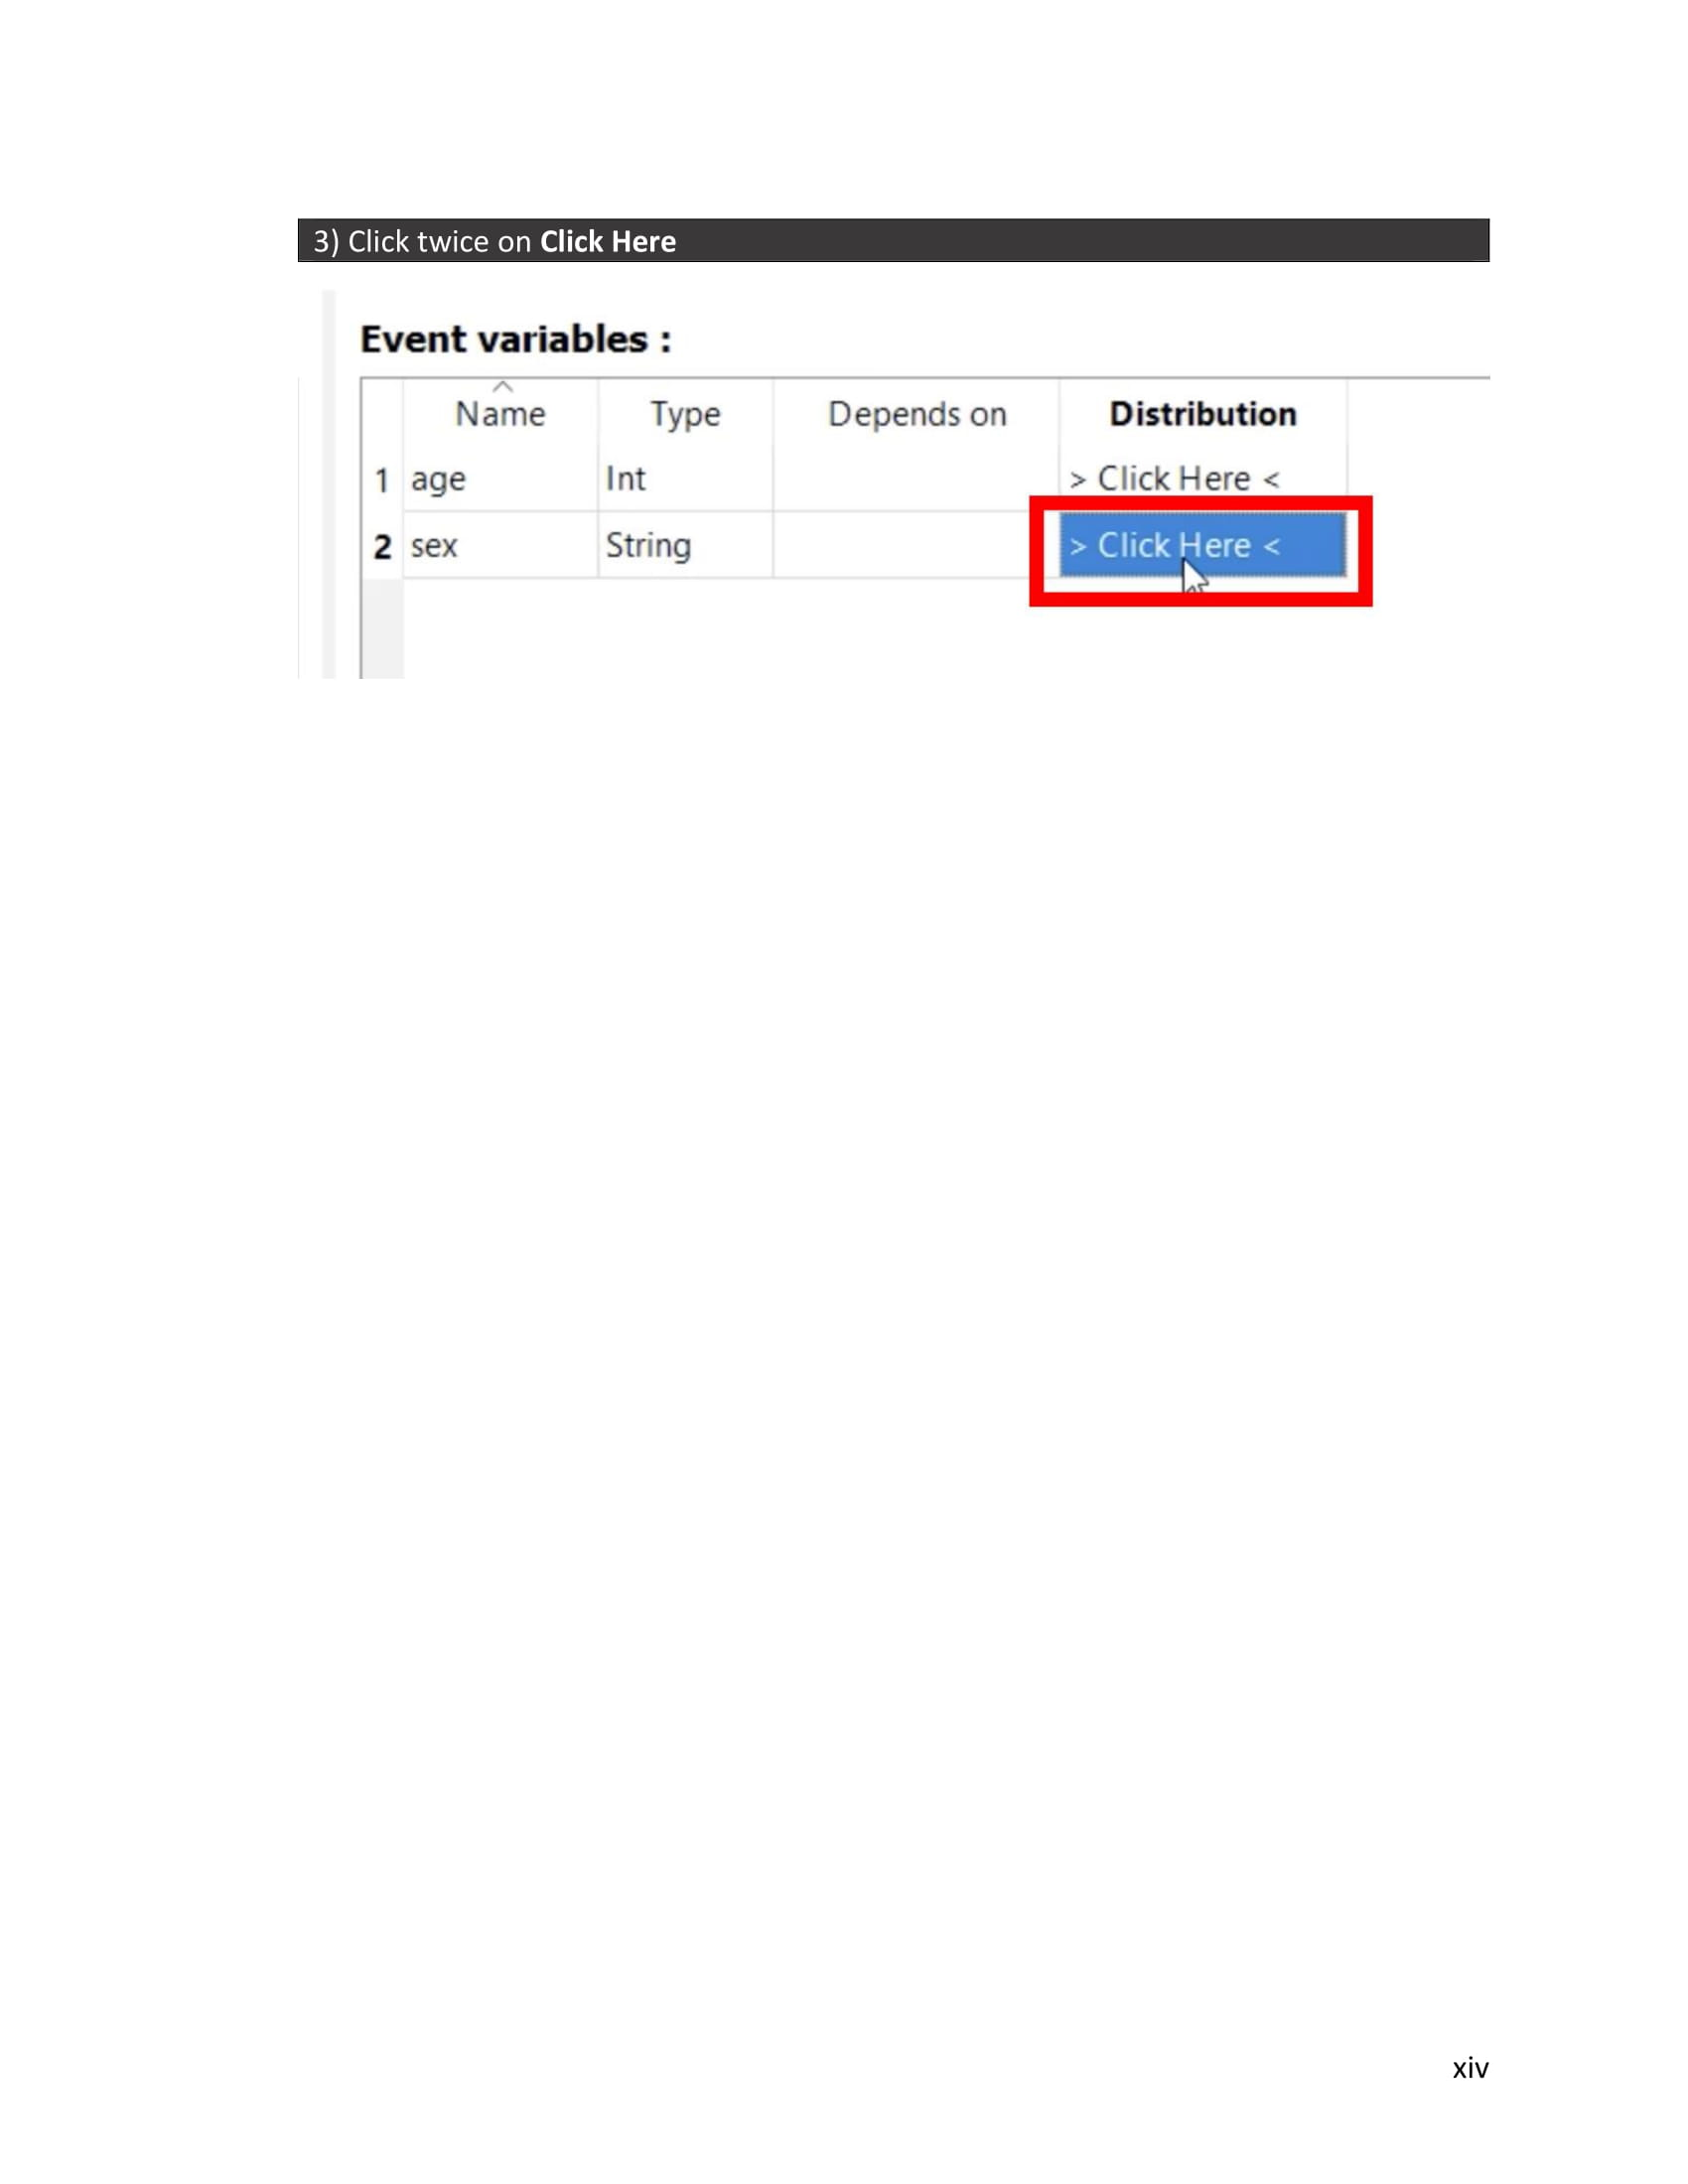 3) Click twice on Click Here
Event variables :
Name Type Depends on Distribution
1 age Int > Click Here <
2 sex String > Click Here <
xiv